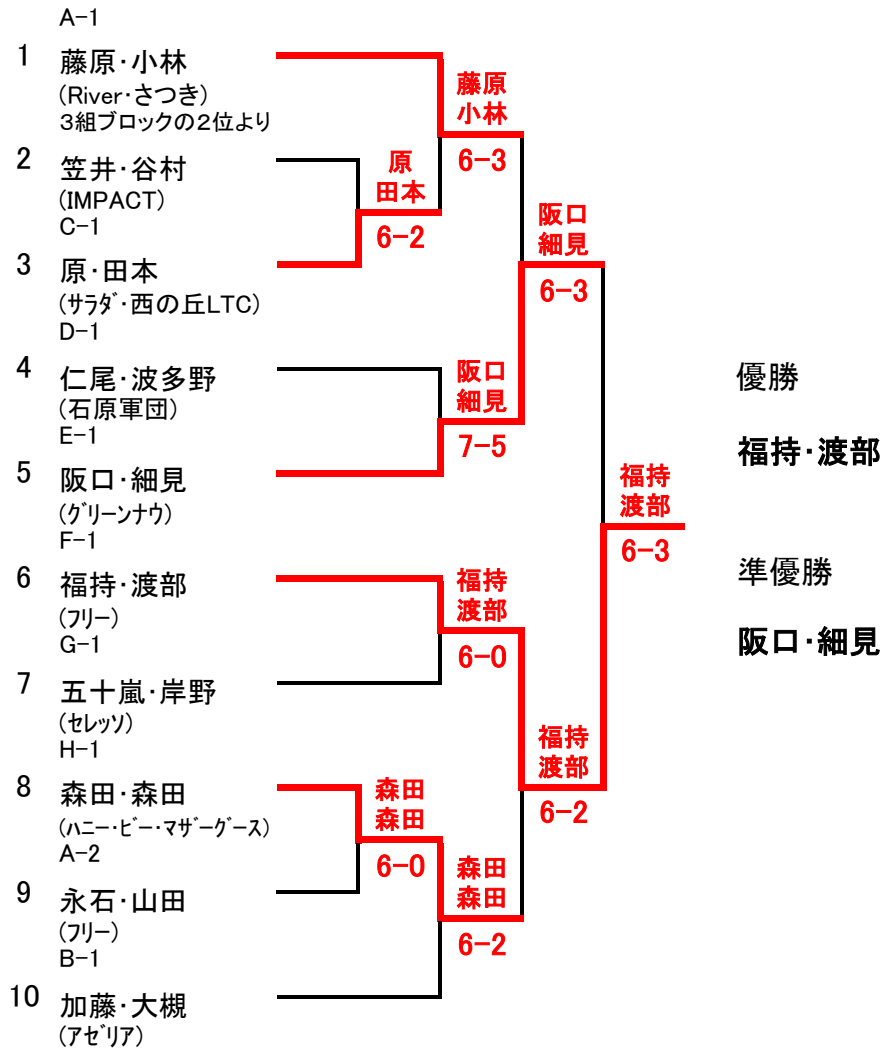 A-1
1 藤原・小林
(River・さつき)
3組ブロックの2位より
2 笠井・谷村
(IMPACT)
C-1
3 原・田本
(ｻﾗﾀﾞ・西の丘LTC)
D-1
4 仁尾・波多野
(石原軍団)
E-1
5 阪口・細見
(ｸﾞﾘｰﾝﾅｳ)
F-1
6 福持・渡部
(ﾌﾘｰ)
G-1
7 五十嵐・岸野
(ｾﾚｯｿ)
H-1
8 森田・森田
(ﾊﾆｰ・ﾋﾞｰ・ﾏｻﾞｰｸﾞｰｽ)
A-2
9 永石・山田
(ﾌﾘｰ)
B-1
10 加藤・大槻
(ｱｾﾞﾘｱ)
原
田本
6-2
森田
森田
6-0
藤原
小林
6-3
阪口
細見
7-5
福持
渡部
6-0
森田
森田
6-2
阪口
細見
6-3
福持
渡部
6-2
福持
渡部
6-3
優勝
福持・渡部
準優勝
阪口・細見